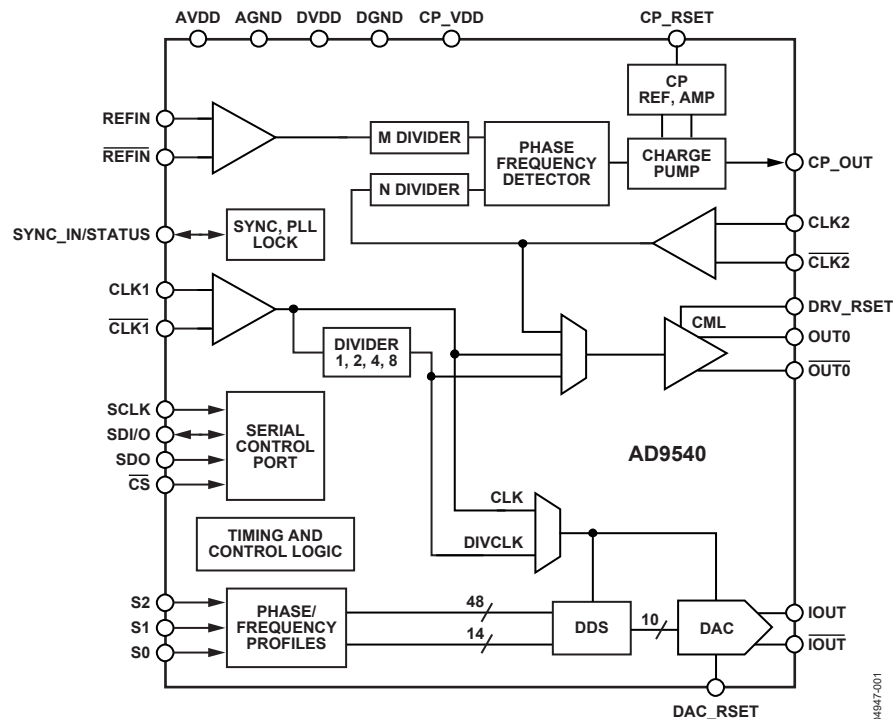 AVDD AGND DVDD DGND CP_VDD CP_RSET
CP
REF, AMP
REFIN
REFIN
M DIVIDER
N DIVIDER
PHASE
FREQUENCY
DETECTOR
CHARGE
PUMP
CP_OUT
SYNC_IN/STATUS
SYNC, PLL
LOCK
CLK2
CLK2
CLK1
CLK1
DIVIDER
1, 2, 4, 8
CML
DRV_RSET
OUT0
OUT0
SCLK
SDI/O
SDO
CS
SERIAL
CONTROL
PORT
AD9540
TIMING AND
CONTROL LOGIC
CLK
DIVCLK
S2
S1
S0
PHASE/
FREQUENCY
PROFILES
48
14
DDS
10
DAC
IOUT
IOUT
DAC_RSET
04947-001